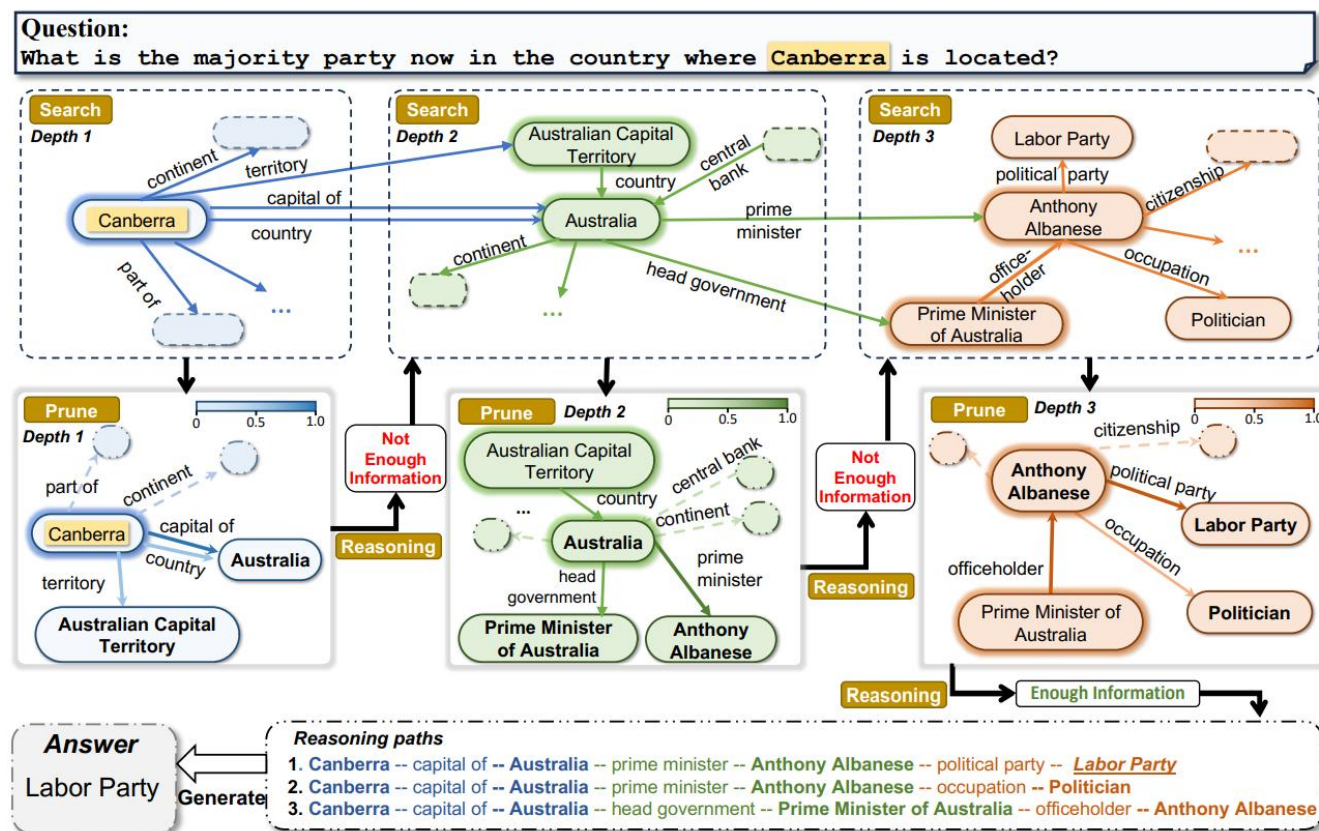 Question:
What is the majority party now in the country where Canberra is located?
Search
Depth 1
continent
territory
Canberra
capital of
country
part of
...
Search
Depth 2
Australian Capital
Territory
central
bank
country
Australia
prime
minister
continent
head government
...
Search
Depth 3
Labor Party
political
party
citizenship
Anthony
Albanese
...
office-
holder
occupation
Prime Minister
of Australia
Politician
Prune
Depth 1
0
0.5
1.0
part of
continent
Canberra
capital of
country
Australia
territory
Australian Capital
Territory
Not
Enough
Information
Reasoning
Prune
Depth 2
0
0.5
1.0
Australian Capital
Territory
country
central bank
...
continent
Australia
head
government
prime
minister
Prime Minister
of Australia
Anthony
Albanese
Not
Enough
Information
Reasoning
Prune
Depth 3
0
0.5
1.0
citizenship
Anthony
Albanese
political party
Labor Party
occupation
officeholder
Prime Minister of
Australia
Politician
Reasoning
Enough Information
Answer
Labor Party
Generate
Reasoning paths
1. Canberra -- capital of -- Australia -- prime minister -- Anthony Albanese -- political party -- Labor Party
2. Canberra -- capital of -- Australia -- prime minister -- Anthony Albanese -- occupation -- Politician
3. Canberra -- capital of -- Australia -- head government -- Prime Minister of Australia -- officeholder -- Anthony Albanese